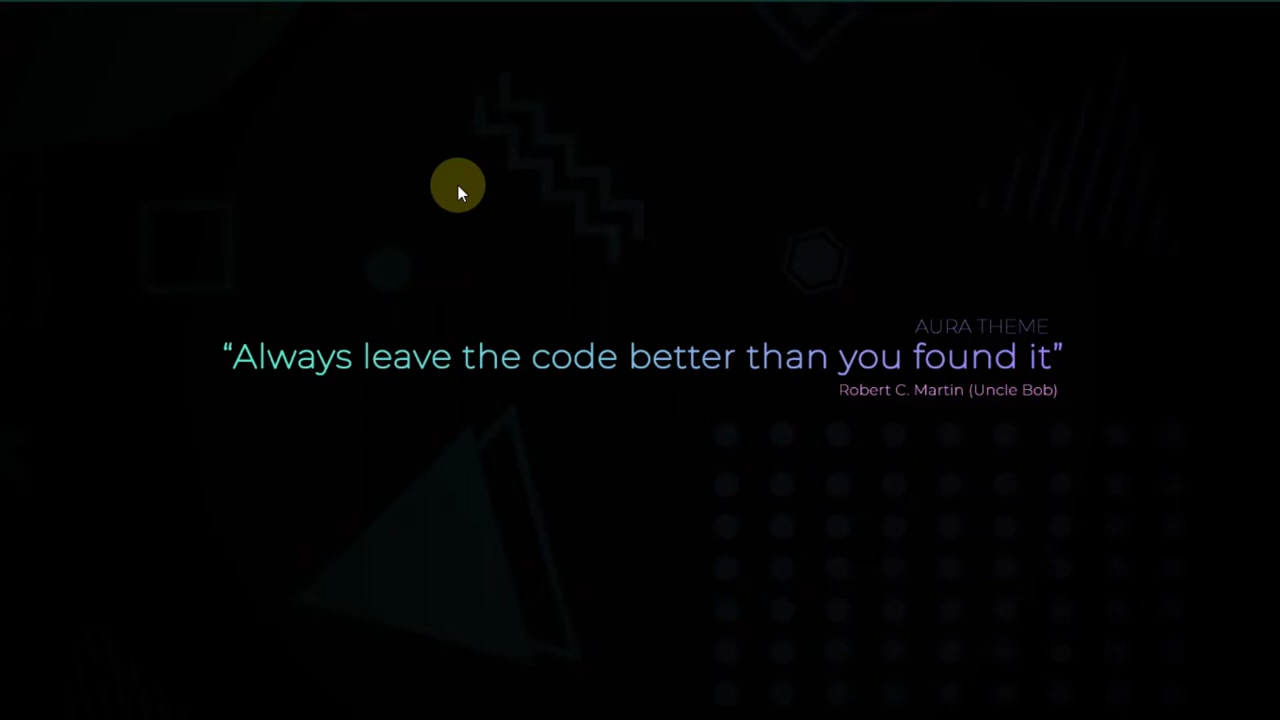 AURA THEME
“Always leave the code better than you found it”
Robert C. Martin (Uncle Bob)